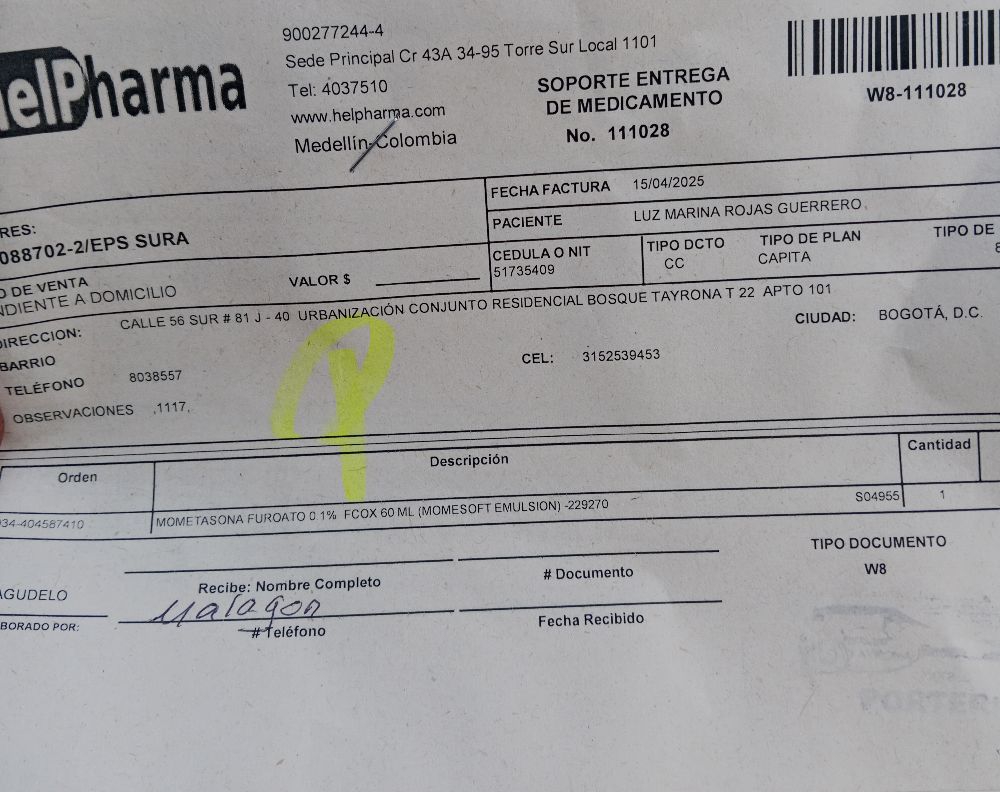 elPharma
900277244-4
Sede Principal Cr 43A 34-95 Torre Sur Local 1101
Tel: 4037510
www.helpharma.com
Medellín-Colombia
SOPORTE ENTREGA
DE MEDICAMENTO
No. 111028
W8-111028
RES:
088702-2/EPS SURA
FECHA FACTURA 15/04/2025
PACIENTE LUZ MARINA ROJAS GUERRERO
CEDULA O NIT
51735409
TIPO DCTO
CC
TIPO DE PLAN
CAPITA
TIPO DE
O DE VENTA
NDIENTE A DOMICILIO
VALOR $
DIRECCION: CALLE 56 SUR # 81 J - 40 URBANIZACIÓN CONJUNTO RESIDENCIAL BOSQUE TAYRONA T 22 APTO 101
BARRIO
CIUDAD: BOGOTÁ, D.C.
TELÉFONO 8038557
CEL: 3152539453
OBSERVACIONES ,1117,
Orden Descripción Cantidad
34-404587410 MOMETASONA FUROATO 0.1% FCOX 60 ML (MOMESOFT EMULSION) -229270 S04955 1
TIPO DOCUMENTO
W8
AGUDELO
BORADO POR:
Recibe: Nombre Completo
# Documento
Malagon
# Teléfono
Fecha Recibido
PORTER